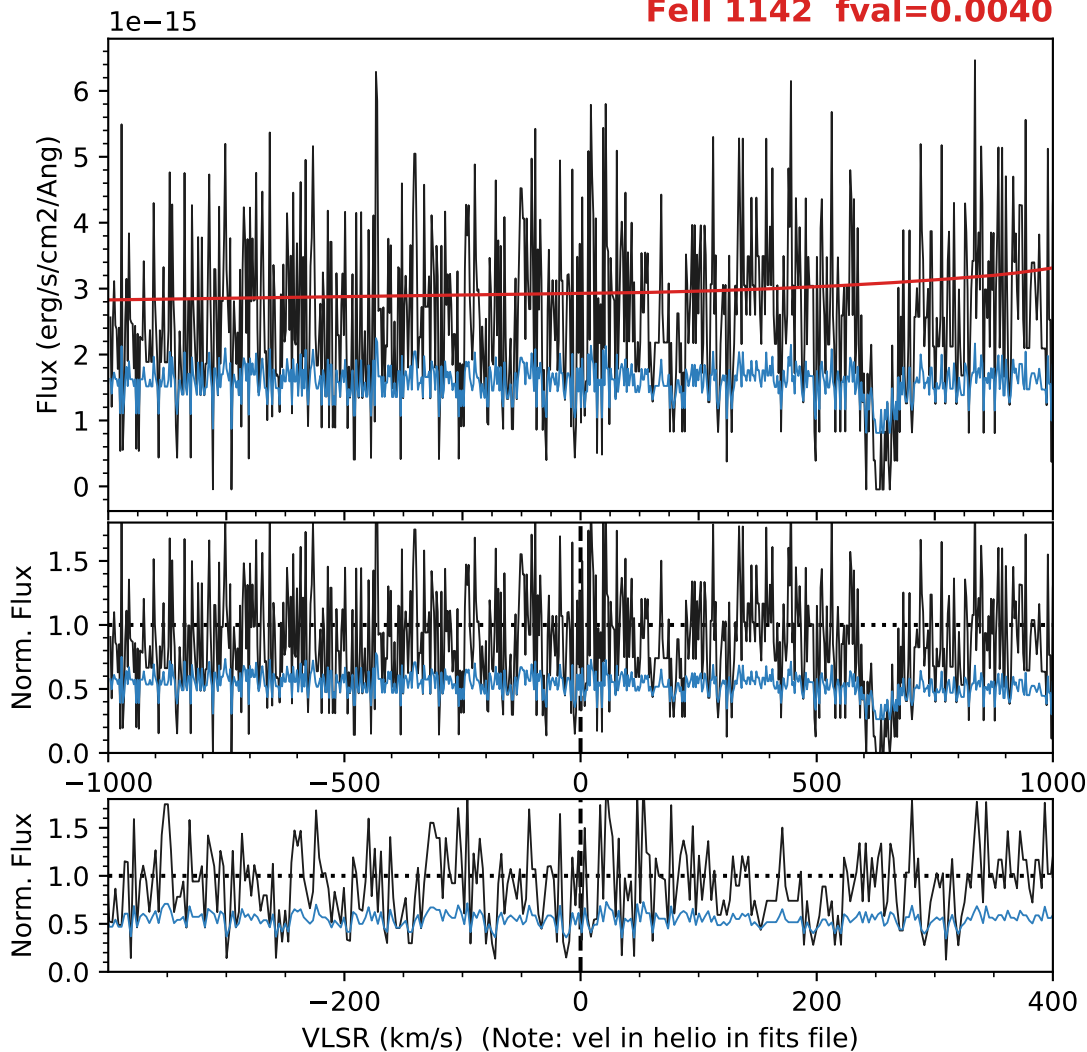 FeII 1142 fval=0.0040
1e−15
6
5
4
3
2
1
0
Flux (erg/s/cm2/Ang)
1.5
1.0
0.5
0.0
Norm. Flux
−1000 −500 0 500 1000
1.5
1.0
0.5
0.0
Norm. Flux
−200 0 200 400
VLSR (km/s) (Note: vel in helio in fits file)